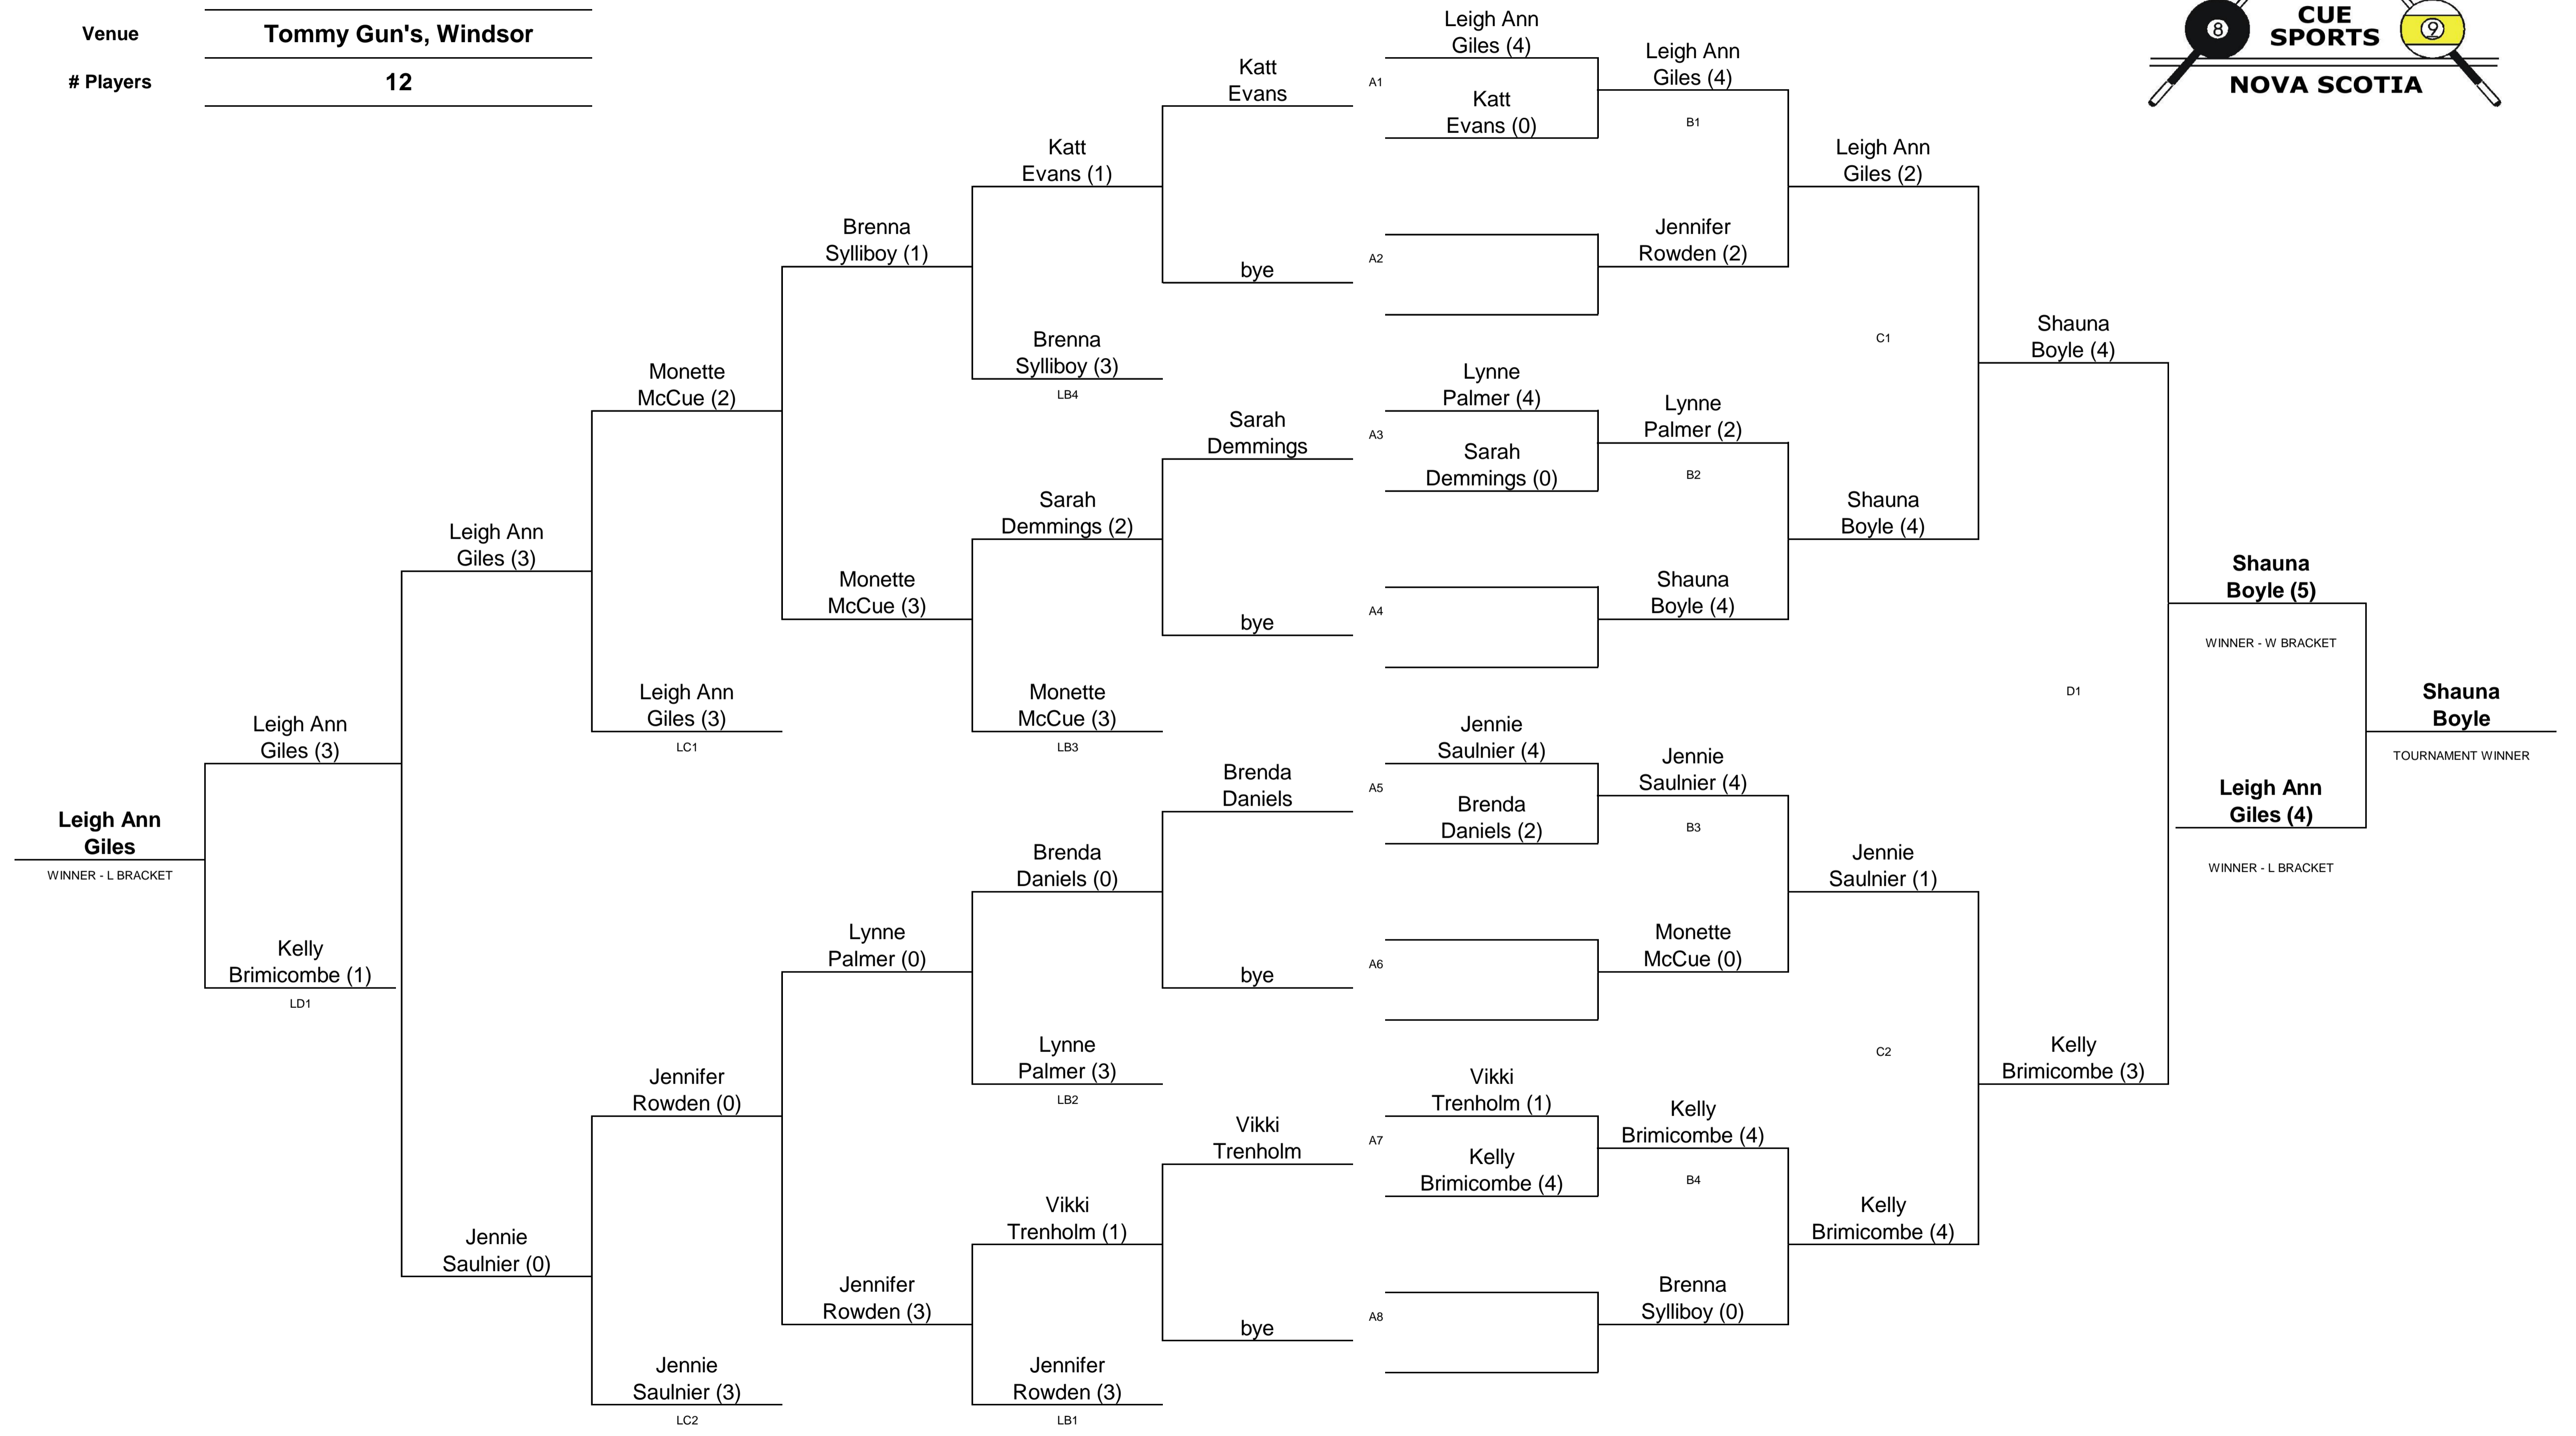 Venue
Tommy Gun's, Windsor
# Players
12
8
CUE
SPORTS
9
NOVA SCOTIA
Leigh Ann
Giles
WINNER - L BRACKET
Leigh Ann
Giles (3)
Kelly
Brimicombe (1)
LD1
Leigh Ann
Giles (3)
Jennie
Saulnier (0)
Monette
McCue (2)
Leigh Ann
Giles (3)
LC1
Jennifer
Rowden (0)
Jennie
Saulnier (3)
LC2
Brenna
Sylliboy (1)
Monette
McCue (3)
Lynne
Palmer (0)
Jennifer
Rowden (3)
Katt
Evans (1)
Brenna
Sylliboy (3)
LB4
Sarah
Demmings (2)
Monette
McCue (3)
LB3
Brenda
Daniels (0)
Lynne
Palmer (3)
LB2
Vikki
Trenholm (1)
Jennifer
Rowden (3)
LB1
Katt
Evans
bye
Sarah
Demmings
bye
Brenda
Daniels
bye
Vikki
Trenholm
bye
A1
A2
A3
A4
A5
A6
A7
A8
Leigh Ann
Giles (4)
Katt
Evans (0)
Lynne
Palmer (4)
Sarah
Demmings (0)
Jennie
Saulnier (4)
Brenda
Daniels (2)
Vikki
Trenholm (1)
Kelly
Brimicombe (4)
Leigh Ann
Giles (4)
B1
Jennifer
Rowden (2)
Lynne
Palmer (2)
B2
Shauna
Boyle (4)
Jennie
Saulnier (4)
B3
Monette
McCue (0)
Kelly
Brimicombe (4)
B4
Brenna
Sylliboy (0)
Leigh Ann
Giles (2)
C1
Shauna
Boyle (4)
Jennie
Saulnier (1)
C2
Kelly
Brimicombe (4)
Shauna
Boyle (4)
D1
Kelly
Brimicombe (3)
Shauna
Boyle (5)
WINNER - W BRACKET
Leigh Ann
Giles (4)
WINNER - L BRACKET
Shauna
Boyle
TOURNAMENT WINNER